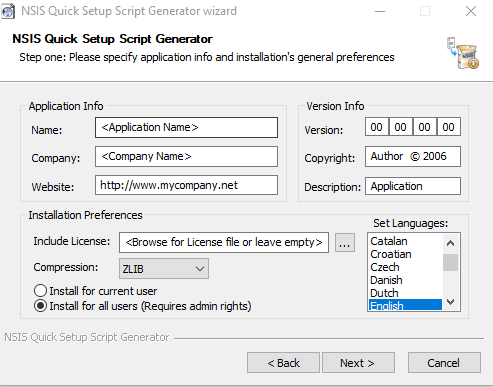 NSIS Quick Setup Script Generator wizard
NSIS Quick Setup Script Generator
Step one: Please specify application info and installation's general preferences
Application Info
Name: <Application Name>
Company: <Company Name>
Website: http://www.mycompany.net
Version Info
Version: 00 00 00 00
Copyright: Author © 2006
Description: Application
Installation Preferences
Include License: <Browse for License file or leave empty> ...
Compression: ZLIB
Install for current user
Install for all users (Requires admin rights)
Set Languages:
Catalan
Croatian
Czech
Danish
Dutch
English
NSIS Quick Setup Script Generator
< Back Next > Cancel